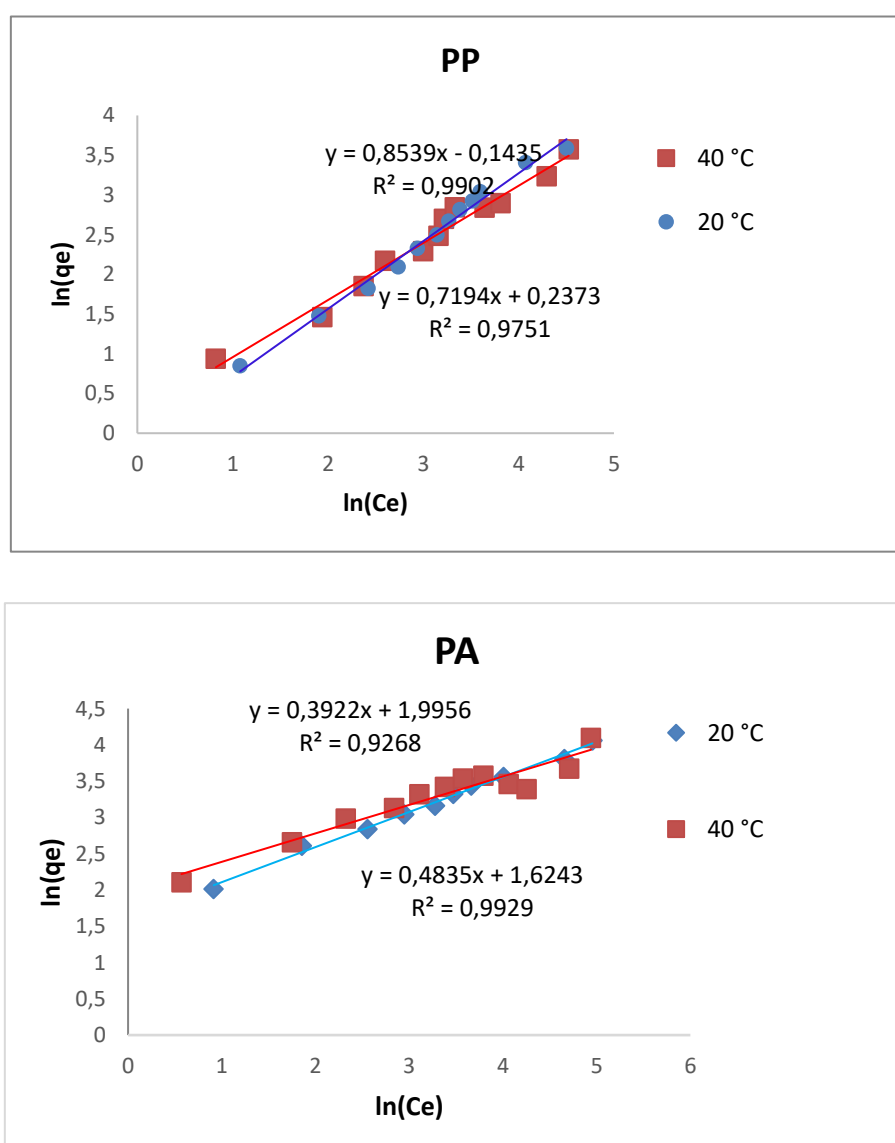 PP
4
3,5
3
2,5
2
1,5
1
0,5
0
ln(qe)
y = 0,8539x - 0,1435
R² = 0,9902
y = 0,7194x + 0,2373
R² = 0,9751
40 °C
20 °C
0 1 2 3 4 5
ln(Ce)
PA
4,5
4
3,5
3
2,5
2
1,5
1
0,5
0
ln(qe)
y = 0,3922x + 1,9956
R² = 0,9268
y = 0,4835x + 1,6243
R² = 0,9929
20 °C
40 °C
0 1 2 3 4 5 6
ln(Ce)